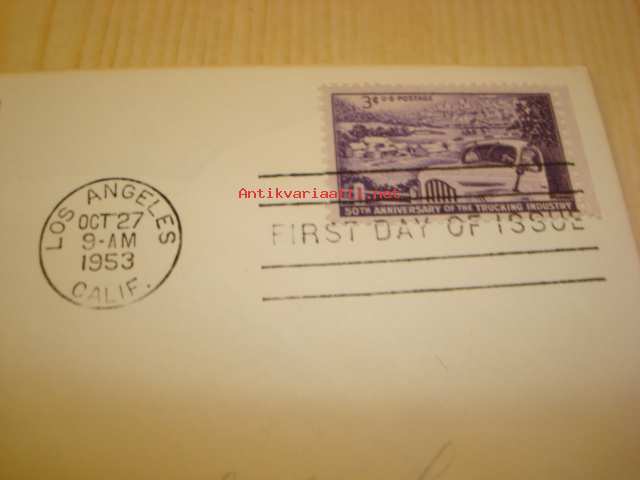 3¢ U.S. POSTAGE
50TH ANNIVERSARY OF THE TRUCKING INDUSTRY
Antikvariaatti.net
LOS ANGELES
OCT 27
9-AM
1953
CALIF.
FIRST DAY OF ISSUE